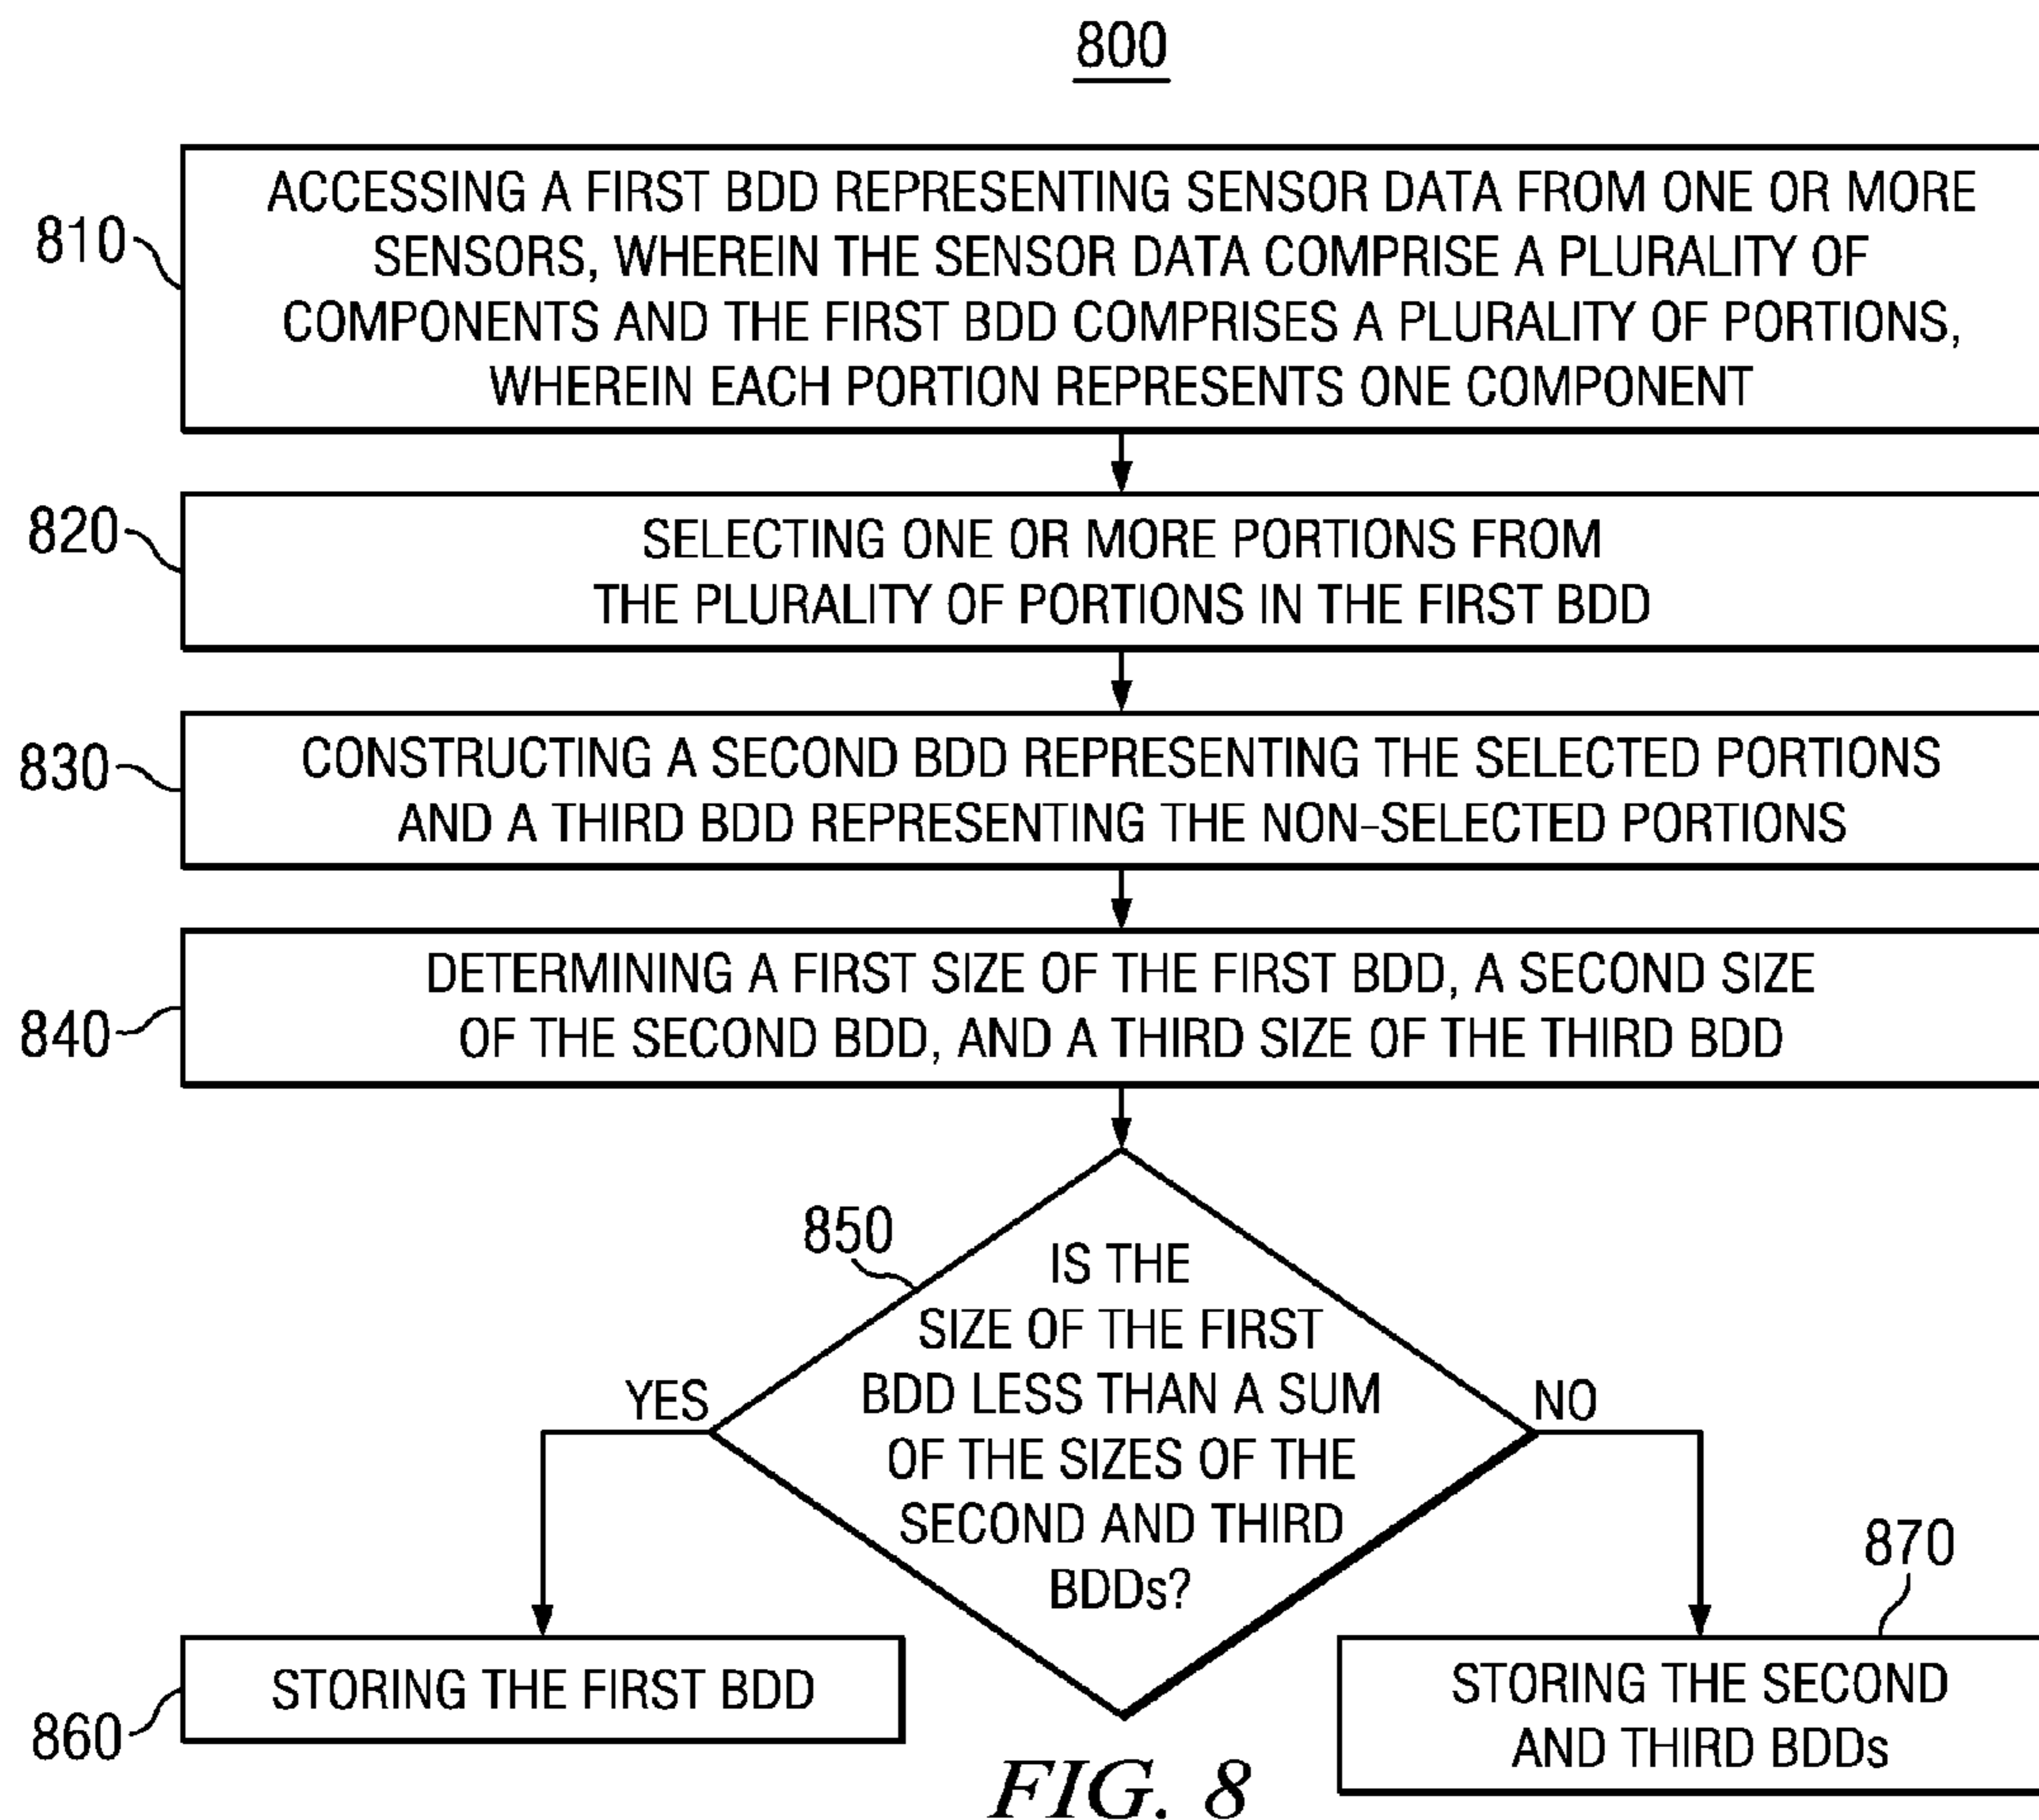 800
810
ACCESSING A FIRST BDD REPRESENTING SENSOR DATA FROM ONE OR MORE
SENSORS, WHEREIN THE SENSOR DATA COMPRISE A PLURALITY OF
COMPONENTS AND THE FIRST BDD COMPRISES A PLURALITY OF PORTIONS,
WHEREIN EACH PORTION REPRESENTS ONE COMPONENT
820
SELECTING ONE OR MORE PORTIONS FROM
THE PLURALITY OF PORTIONS IN THE FIRST BDD
830
CONSTRUCTING A SECOND BDD REPRESENTING THE SELECTED PORTIONS
AND A THIRD BDD REPRESENTING THE NON-SELECTED PORTIONS
840
DETERMINING A FIRST SIZE OF THE FIRST BDD, A SECOND SIZE
OF THE SECOND BDD, AND A THIRD SIZE OF THE THIRD BDD
850
IS THE
SIZE OF THE FIRST
BDD LESS THAN A SUM
OF THE SIZES OF THE
SECOND AND THIRD
BDDs?
YES
NO
860
STORING THE FIRST BDD
870
STORING THE SECOND
AND THIRD BDDs
FIG. 8